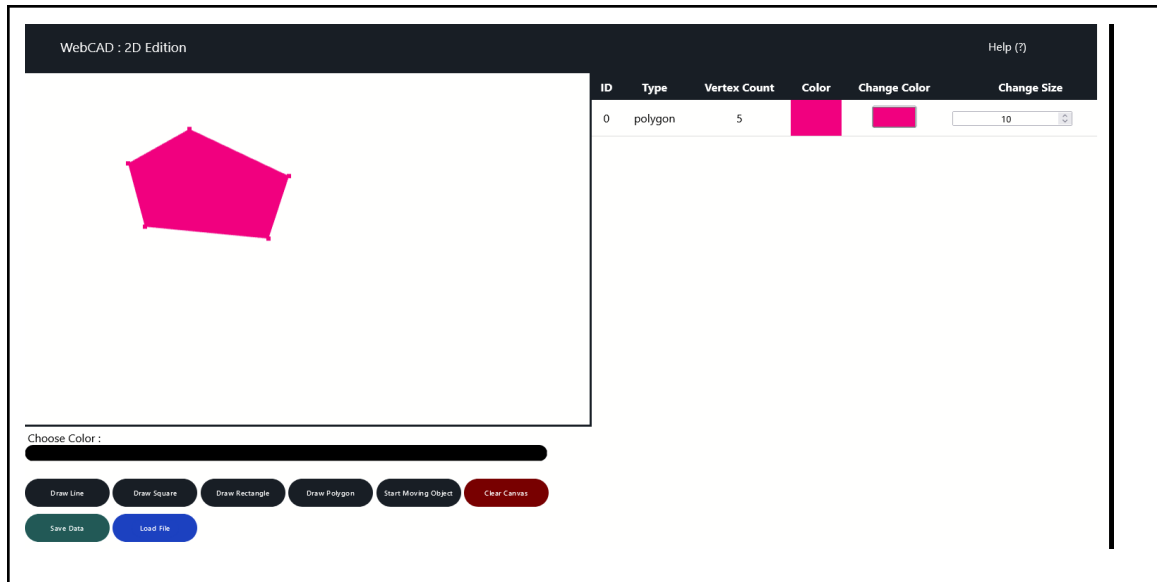 WebCAD : 2D Edition
Help (?)
ID Type Vertex Count Color Change Color Change Size
0 polygon 5 10
Choose Color :
Draw Line Draw Square Draw Rectangle Draw Polygon Start Moving Object Clear Canvas
Save Data Load File